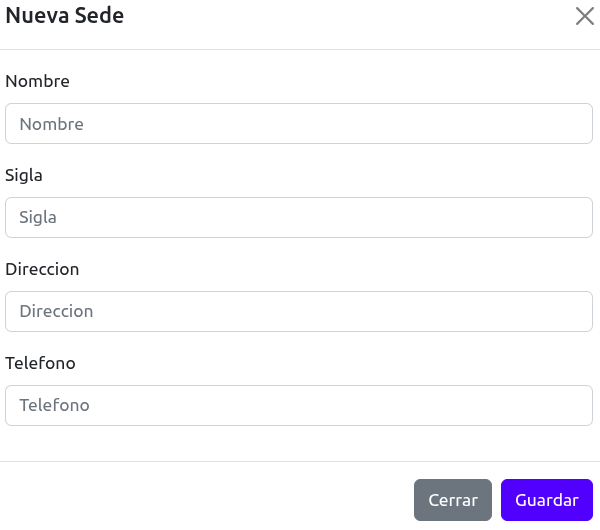 Nueva Sede
Nombre
Nombre
Sigla
Sigla
Direccion
Direccion
Telefono
Telefono
Cerrar Guardar